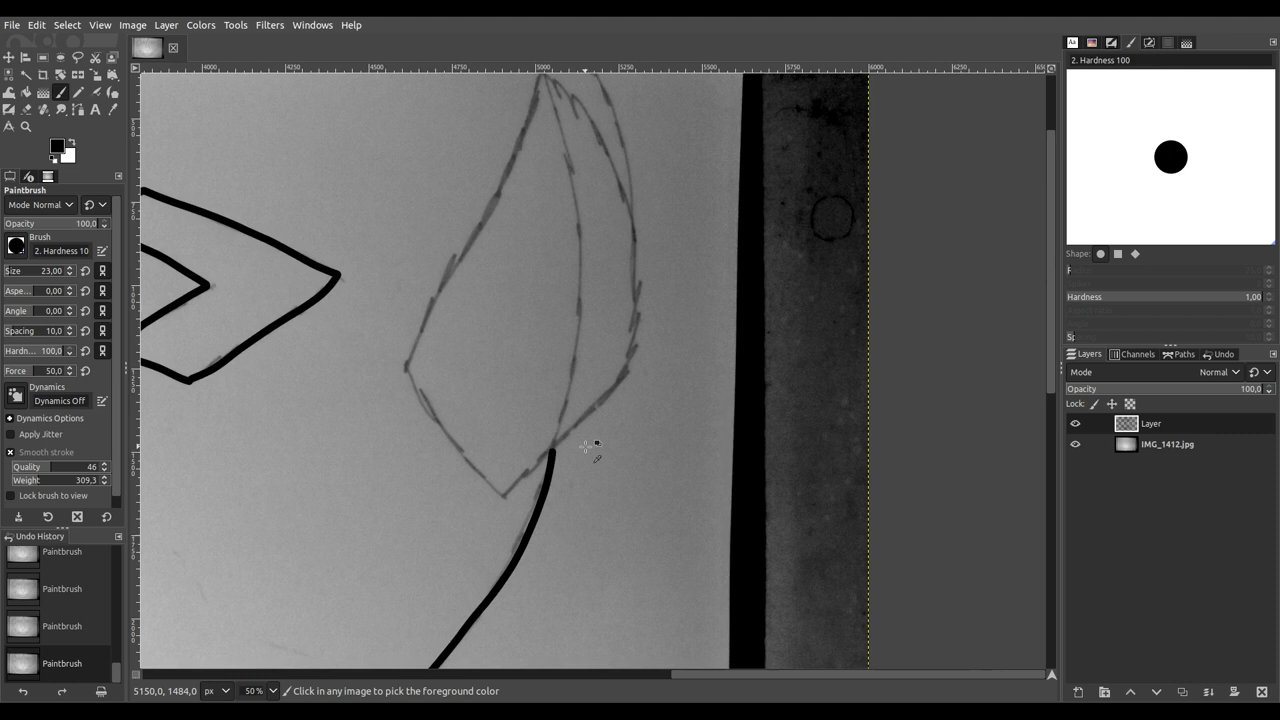 File Edit Select View Image Layer Colors Tools Filters Windows Help
4000 4250 4500 4750 5000 5250 5500 5750 6000 6250
Paintbrush
Mode Normal
Opacity 100,0
Brush
2. Hardness 10
Size 23,00
Aspe... 0,00
Angle 0,00
Spacing 10,0
Hardn... 100,0
Force 50,0
Dynamics
Dynamics Off
Dynamics Options
Apply Jitter
Smooth stroke
Quality 46
Weight 309,3
Lock brush to view
Undo History
Paintbrush
Paintbrush
Paintbrush
Paintbrush
5150,0, 1484,0 px 50 % Click in any image to pick the foreground color
2. Hardness 100
Shape:
Hardness 1,00
Layers Channels Paths Undo
Mode Normal
Opacity 100,0
Lock:
Layer
IMG_1412.jpg